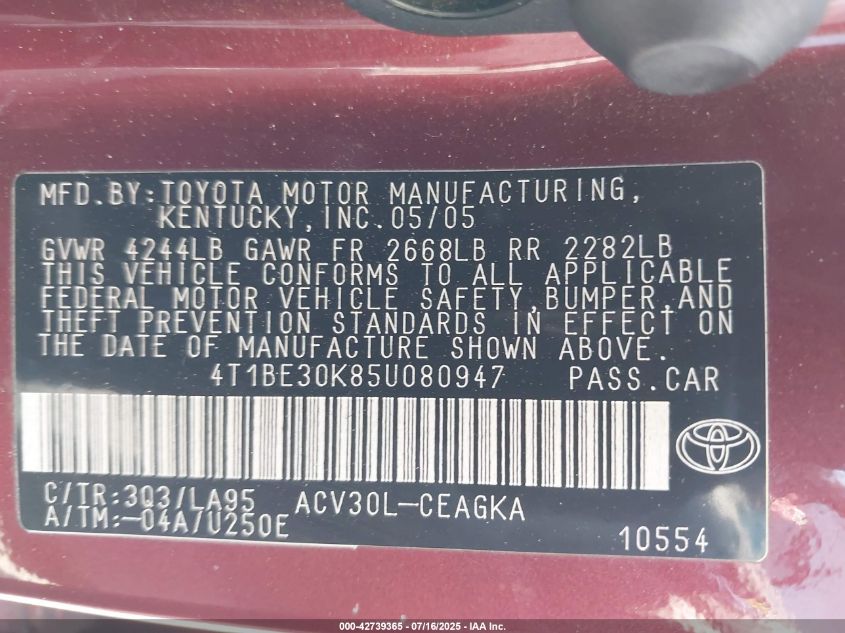 MFD.BY:TOYOTA MOTOR MANUFACTURING,
KENTUCKY,INC.05/05
GVWR 4244LB GAWR FR 2668LB RR 2282LB
THIS VEHICLE CONFORMS TO ALL APPLICABLE
FEDERAL MOTOR VEHICLE SAFETY,BUMPER,AND
THEFT PREVENTION STANDARDS IN EFFECT ON
THE DATE OF MANUFACTURE SHOWN ABOVE.
4T1BE30K85U080947 PASS.CAR
C/TR:3Q3/LA95 ACV30L-CEAGKA
A/TM:-04A/U250E
10554
000-42739365 - 07/16/2025 - IAA Inc.